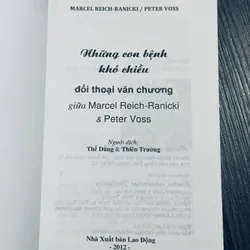 MARCEL REICH-RANICKI / PETER VOSS
Những con bệnh
khó chiều
đối thoại văn chương
giữa Marcel Reich-Ranicki
& Peter Voss
Người dịch:
Thế Dũng & Thiên Trường
Nhà Xuất bản Lao Động
- 2012 -